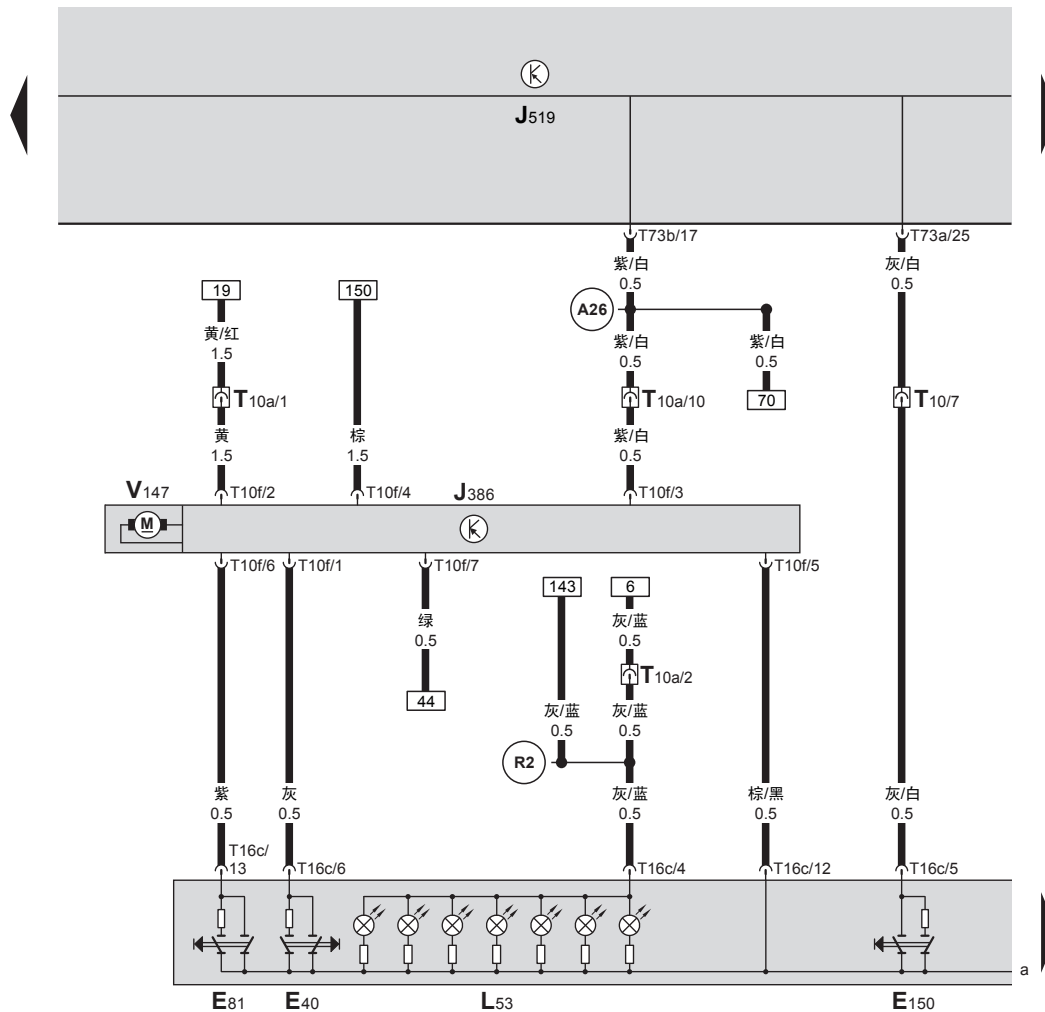 J519
T73b/17
T73a/25
紫/白
0.5
灰/白
0.5
19
150
A26
黄/红
1.5
紫/白
0.5
紫/白
0.5
T10a/1
T10a/10
70
T10/7
黄
1.5
棕
1.5
紫/白
0.5
V147
T10f/2
T10f/4
J386
T10f/3
M
T10f/6
T10f/1
T10f/7
T10f/5
143
6
绿
0.5
灰/蓝
0.5
T10a/2
44
灰/蓝
0.5
灰/蓝
0.5
R2
紫
0.5
灰
0.5
灰/蓝
0.5
棕/黑
0.5
灰/白
0.5
T16c/
13
T16c/6
T16c/4
T16c/12
T16c/5
a
E81
E40
L53
E150